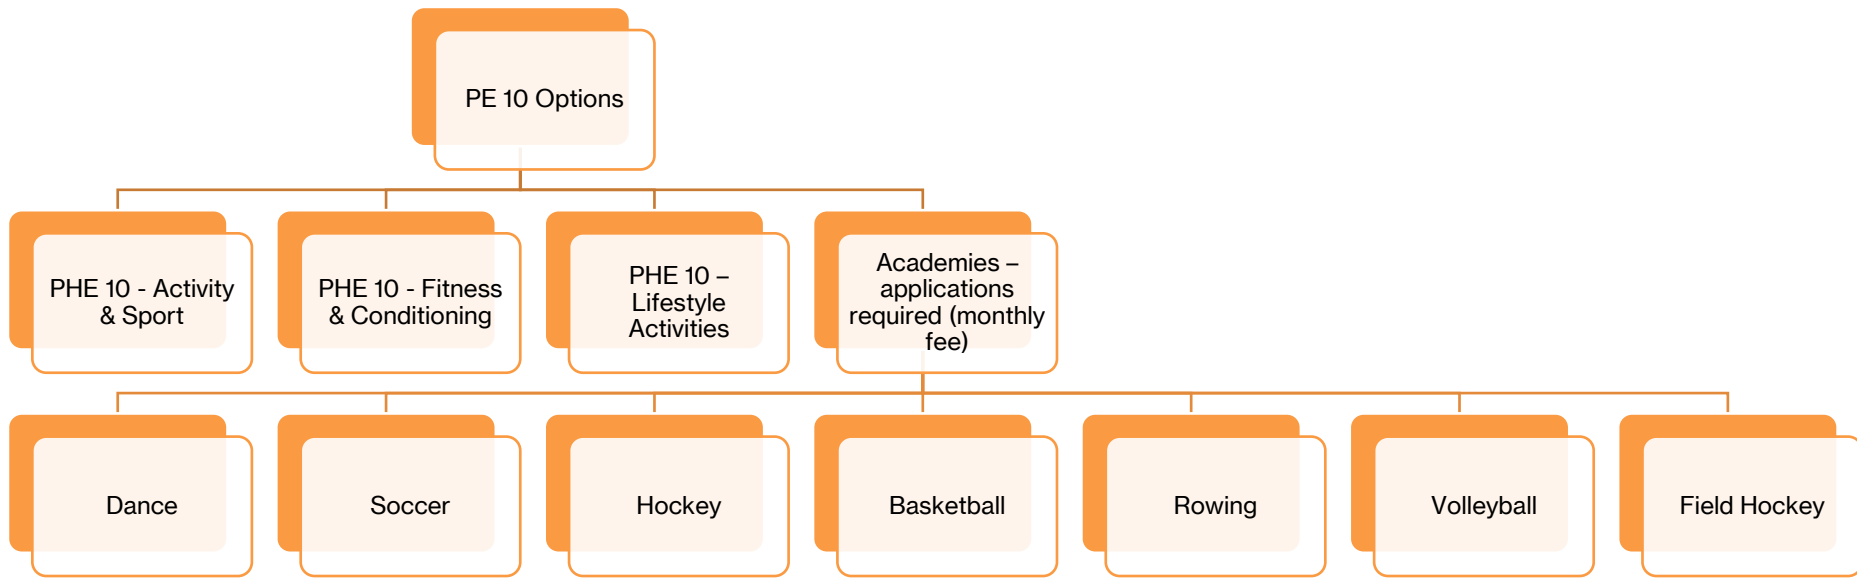 PE 10 Options
PHE 10 - Activity
& Sport
PHE 10 - Fitness
& Conditioning
PHE 10 –
Lifestyle
Activities
Academies –
applications
required (monthly
fee)
Dance
Soccer
Hockey
Basketball
Rowing
Volleyball
Field Hockey